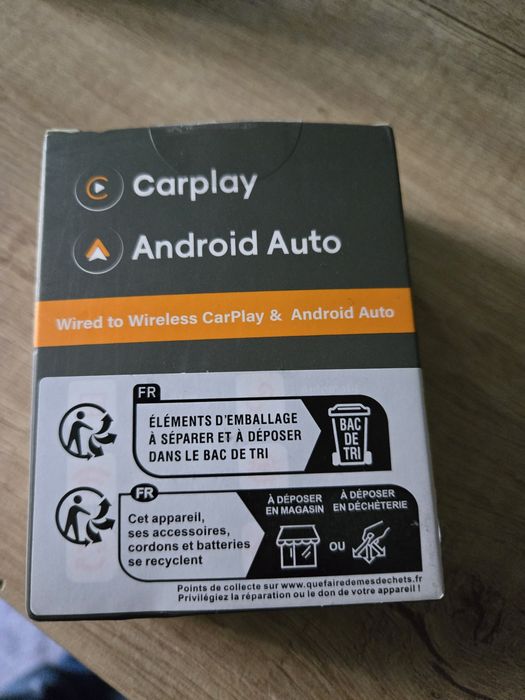 Carplay
Android Auto
Wired to Wireless CarPlay & Android Auto
FR
ÉLÉMENTS D'EMBALLAGE
À SÉPARER ET À DÉPOSER
DANS LE BAC DE TRI
BAC
DE
TRI
FR
Cet appareil,
ses accessoires,
cordons et batteries
se recyclent
À DÉPOSER
EN MAGASIN
OU
À DÉPOSER
EN DÉCHÈTERIE
Points de collecte sur www.quefairedemesdechets.fr
Privilégiez la réparation ou le don de votre appareil !